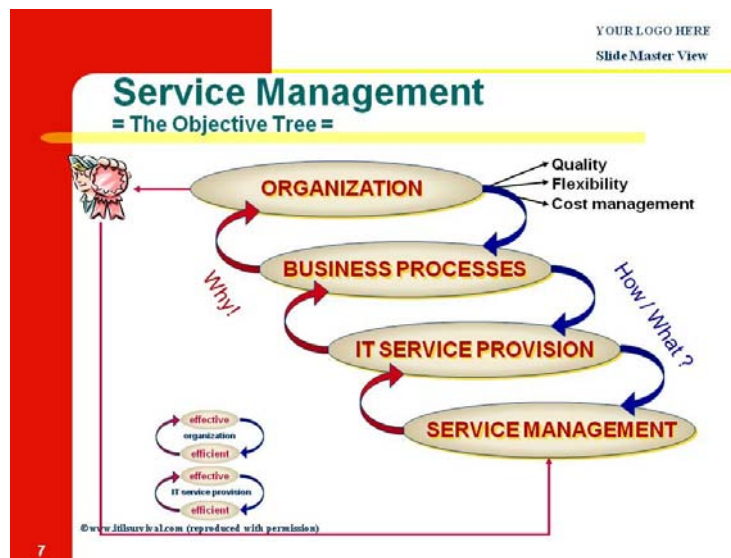 YOUR LOGO HERE
Slide Master View
Service Management
= The Objective Tree =
ORGANIZATION
Quality
Flexibility
Cost management
BUSINESS PROCESSES
Why!
How / What ?
IT SERVICE PROVISION
SERVICE MANAGEMENT
effective
organization
efficient
effective
IT service provision
efficient
©www.itilsurvival.com (reproduced with permission)
7